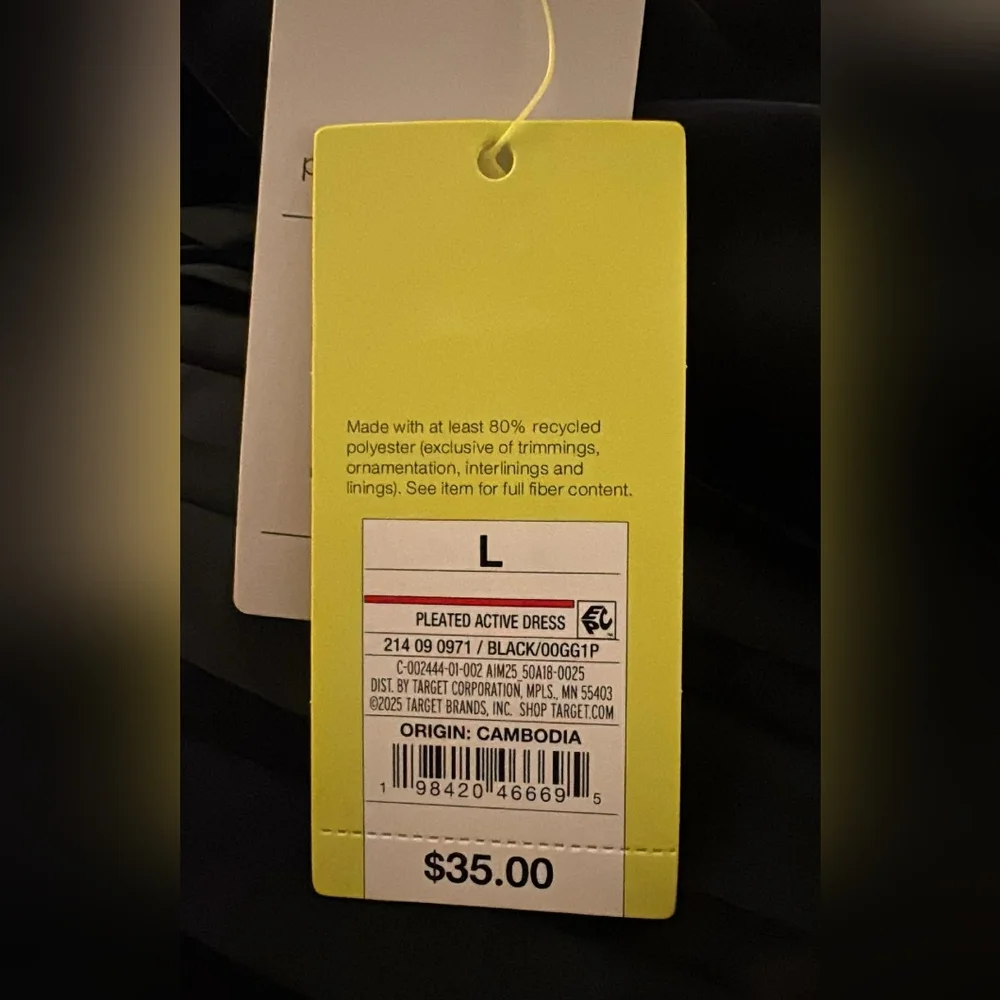 Made with at least 80% recycled
polyester (exclusive of trimmings,
ornamentation, interlinings and
linings). See item for full fiber content.
L
PLEATED ACTIVE DRESS EPC ™
214 09 0971 / BLACK/00GG1P
C-002444-01-002 AIM25_50A18-0025
DIST. BY TARGET CORPORATION, MPLS., MN 55403
©2025 TARGET BRANDS, INC. SHOP TARGET.COM
ORIGIN: CAMBODIA
1 98420 46669 5
$35.00